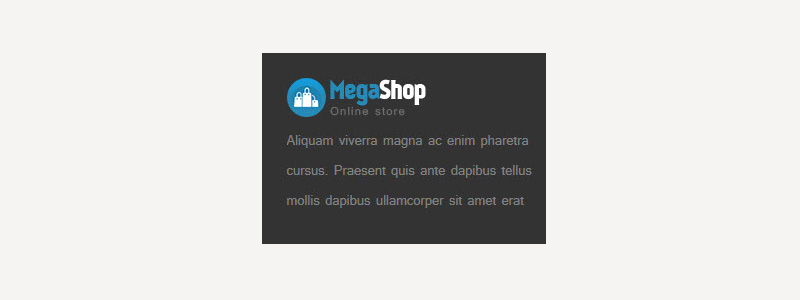 MegaShop
Online store
Aliquam viverra magna ac enim pharetra
cursus. Praesent quis ante dapibus tellus
mollis dapibus ullamcorper sit amet erat